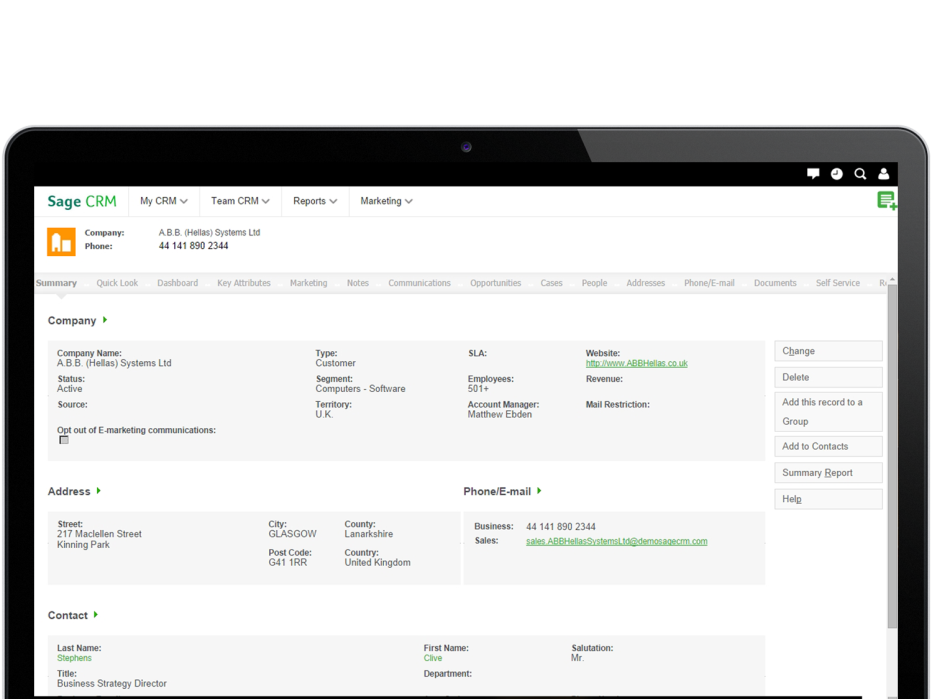 Sage CRM
My CRM
Team CRM
Reports
Marketing
Company: A.B.B. (Hellas) Systems Ltd
Phone: 44 141 890 2344
Summary Quick Look Dashboard Key Attributes Marketing Notes Communications Opportunities Cases People Addresses Phone/E-mail Documents Self Service
Company
Company Name: Type: SLA: Website:
A.B.B. (Hellas) Systems Ltd Customer http://www.ABBHellas.co.uk
Status: Segment: Employees: Revenue:
Active Computers - Software 501+
Source: Territory: Account Manager: Mail Restriction:
U.K. Matthew Ebden
Opt out of E-marketing communications:
Change
Delete
Add this record to a
Group
Add to Contacts
Summary Report
Help
Address
Street: City: County:
217 Maclellen Street GLASGOW Lanarkshire
Kinning Park
Post Code: Country:
G41 1RR United Kingdom
Phone/E-mail
Business: 44 141 890 2344
Sales: sales.ABBHellasSystemsLtd@demosagecrm.com
Contact
Last Name: First Name: Salutation:
Stephens Clive Mr.
Title: Department:
Business Strategy Director